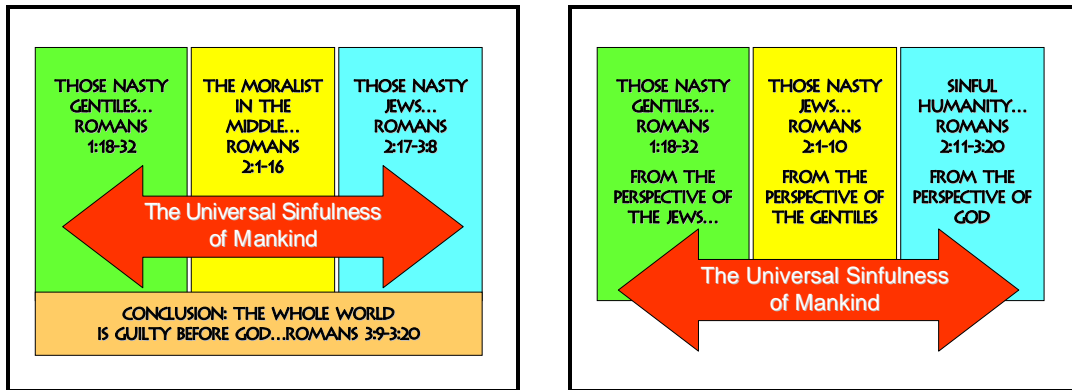 THOSE NASTY
GENTILES...
ROMANS
1:18-32
THE MORALIST
IN THE
MIDDLE...
ROMANS
2:1-16
THOSE NASTY
JEWS...
ROMANS
2:17-3:8
The Universal Sinfulness
of Mankind
CONCLUSION: THE WHOLE WORLD
IS GUILTY BEFORE GOD...ROMANS 3:9-3:20
THOSE NASTY
GENTILES...
ROMANS
1:18-32
FROM THE
PERSPECTIVE OF
THE JEWS...
THOSE NASTY
JEWS...
ROMANS
2:1-10
FROM THE
PERSPECTIVE OF
THE GENTILES
SINFUL
HUMANITY...
ROMANS
2:11-3:20
FROM THE
PERSPECTIVE OF
GOD
The Universal Sinfulness
of Mankind